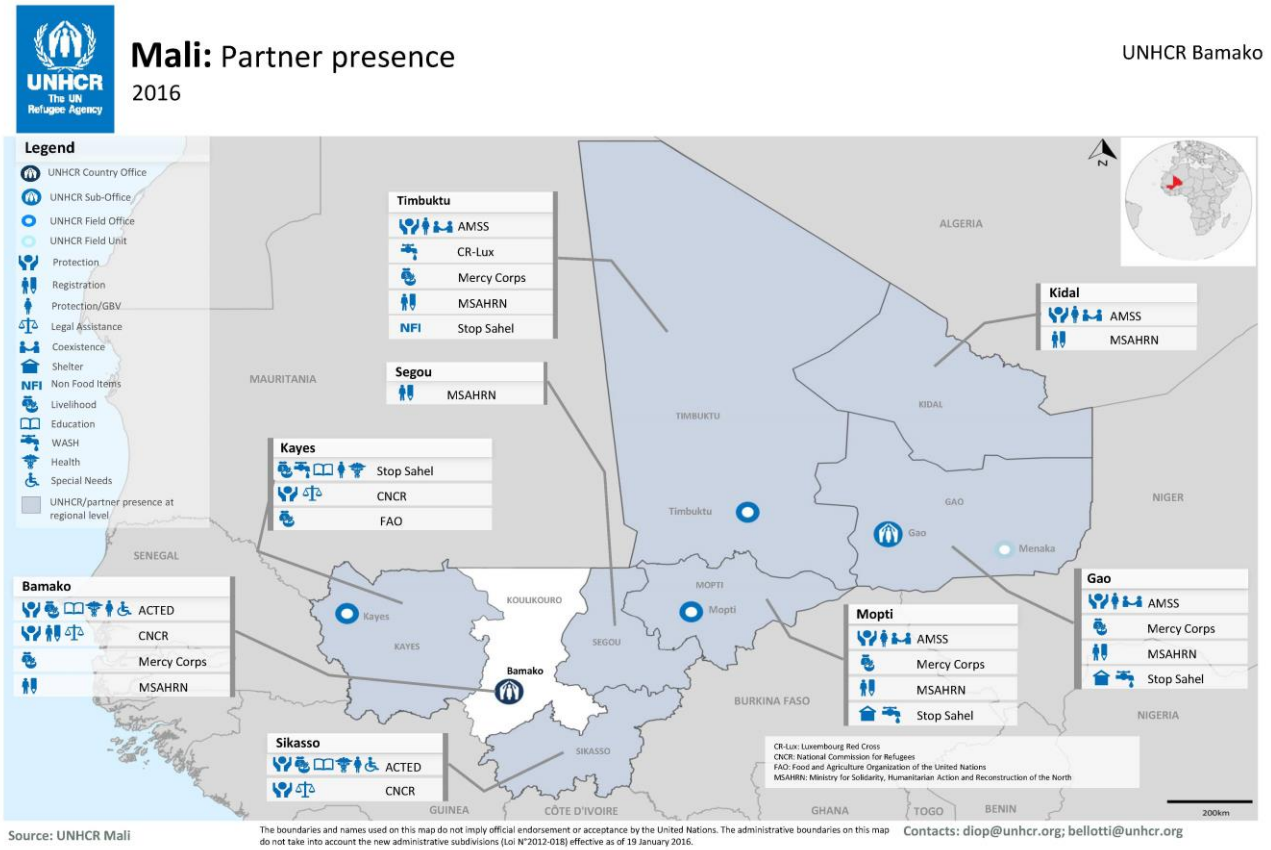 UNHCR
The UN
Refugee Agency
Mali: Partner presence
2016
UNHCR Bamako
Legend
UNHCR Country Office
UNHCR Sub-Office
UNHCR Field Office
UNHCR Field Unit
Protection
Registration
Protection/GBV
Legal Assistance
Coexistence
Shelter
NFI Non Food Items
Livelihood
Education
WASH
Health
Special Needs
UNHCR/partner presence at
regional level
Timbuktu
AMSS
CR-Lux
Mercy Corps
MSAHRN
NFI Stop Sahel
Segou
MSAHRN
Kayes
Stop Sahel
CNCR
FAO
Bamako
ACTED
CNCR
Mercy Corps
MSAHRN
Sikasso
ACTED
CNCR
Kidal
AMSS
MSAHRN
Gao
AMSS
Mercy Corps
MSAHRN
Stop Sahel
Mopti
AMSS
Mercy Corps
MSAHRN
Stop Sahel
N
ALGERIA
MAURITANIA
TIMBUKTU
KIDAL
GAO
NIGER
Timbuktu
Gao
Menaka
SENEGAL
MOPTI
Mopti
KOULIKOURO
Kayes
KAYES
SEGOU
Bamako
BURKINA FASO
NIGERIA
SIKASSO
GUINEA
CÔTE D'IVOIRE
GHANA
TOGO
BENIN
CR-Lux: Luxembourg Red Cross
CNCR: National Commission for Refugees
FAO: Food and Agriculture Organization of the United Nations
MSAHRN: Ministry for Solidarity, Humanitarian Action and Reconstruction of the North
200km
Source: UNHCR Mali
The boundaries and names used on this map do not imply official endorsement or acceptance by the United Nations. The administrative boundaries on this map
do not take into account the new administrative subdivisions (Loi N°2012-018) effective as of 19 January 2016.
Contacts: diop@unhcr.org; bellotti@unhcr.org